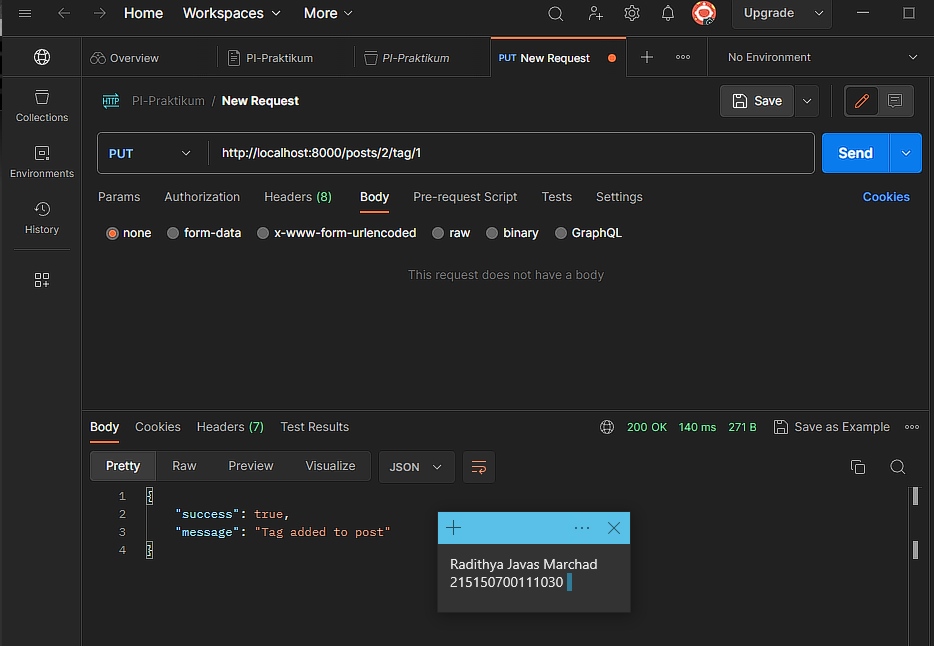 Home Workspaces More Upgrade
Overview PI-Praktikum PI-Praktikum PUT New Request No Environment
Collections
Environments
History
HTTP PI-Praktikum / New Request Save
PUT http://localhost:8000/posts/2/tag/1 Send
Params Authorization Headers (8) Body Pre-request Script Tests Settings Cookies
none form-data x-www-form-urlencoded raw binary GraphQL
This request does not have a body
Body Cookies Headers (7) Test Results 200 OK 140 ms 271 B Save as Example
Pretty Raw Preview Visualize JSON
1 {
2 "success": true,
3 "message": "Tag added to post"
4 }
Radithya Javas Marchad
215150700111030